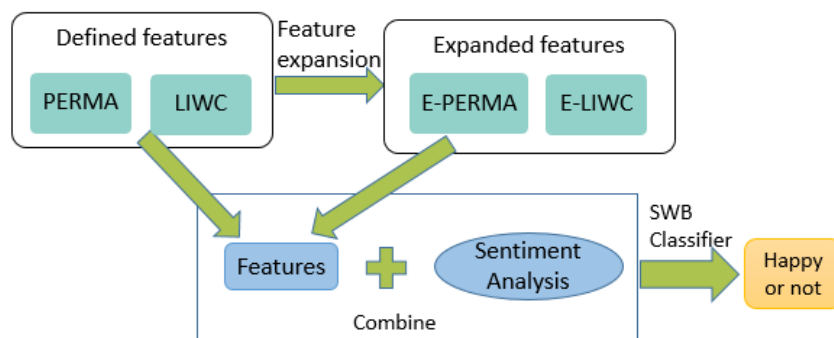 Defined features
PERMA
LIWC
Feature
expansion
Expanded features
E-PERMA
E-LIWC
Features
Sentiment
Analysis
Combine
SWB
Classifier
Happy
or not